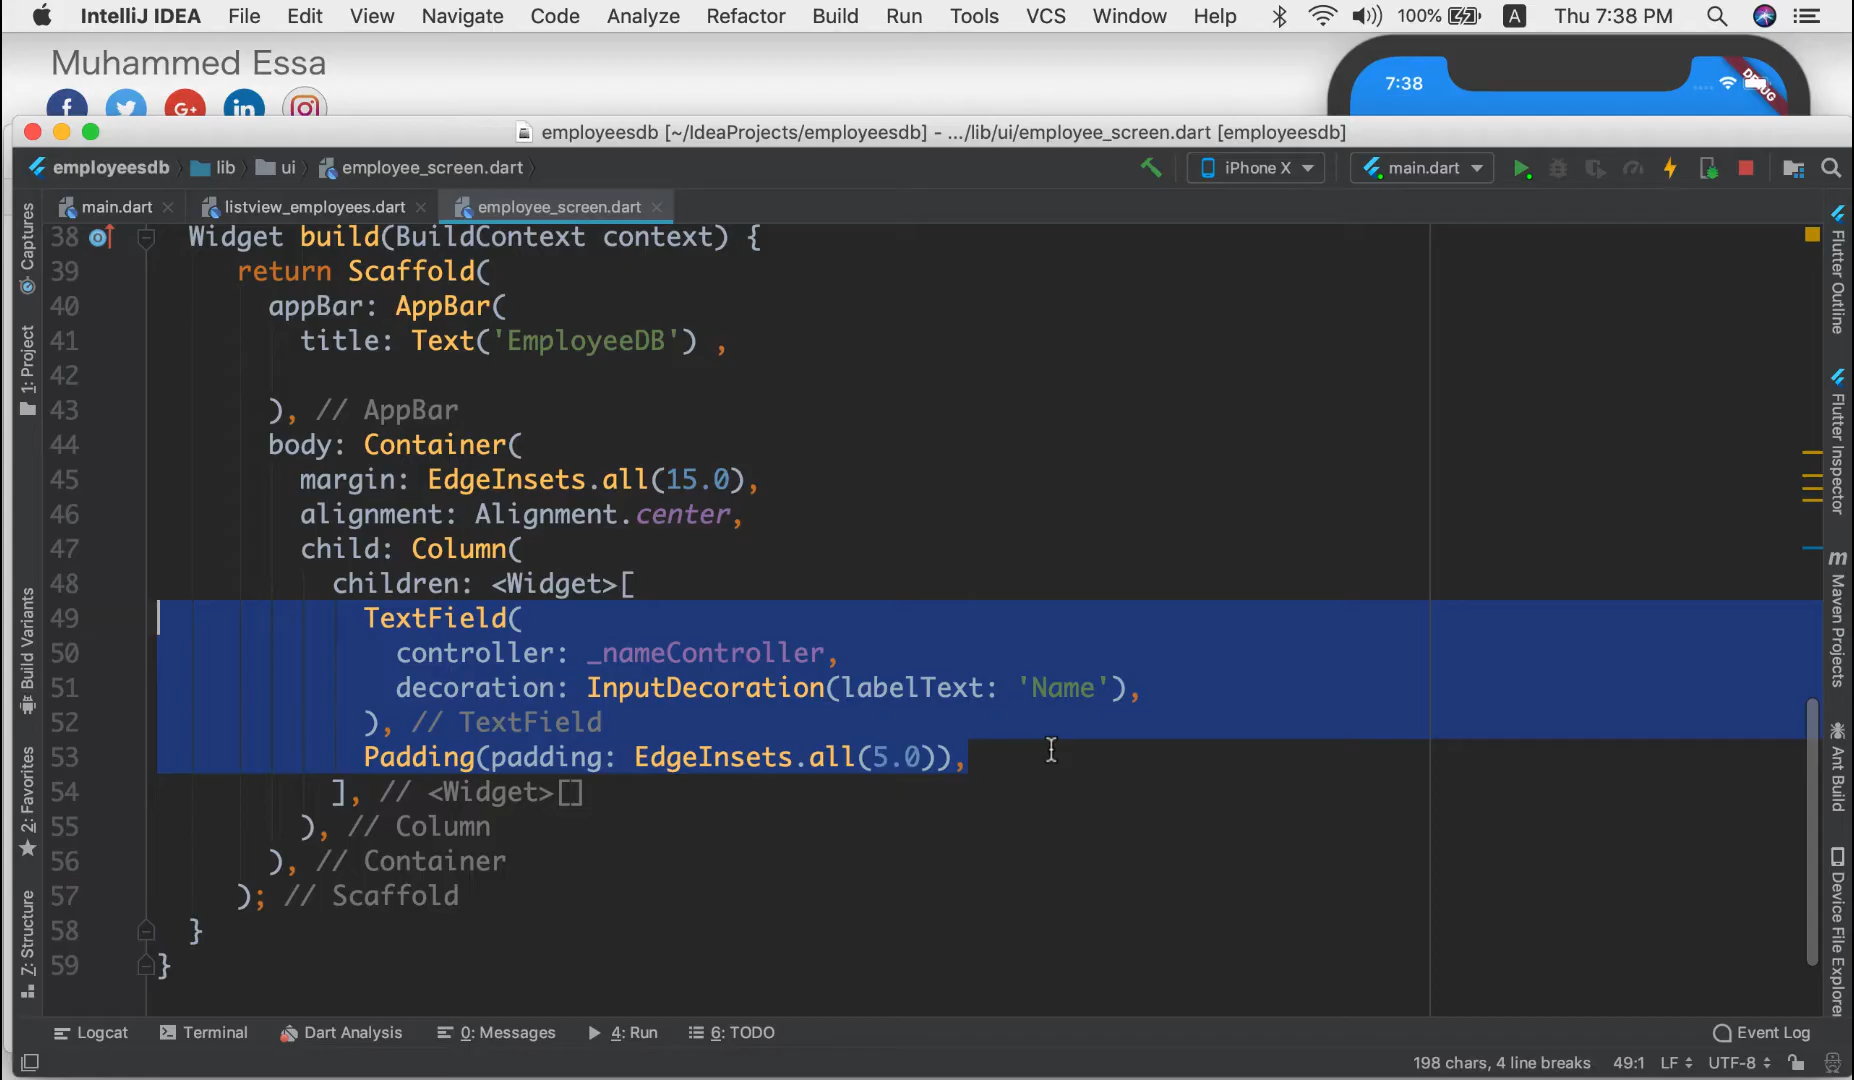 IntelliJ IDEA File Edit View Navigate Code Analyze Refactor Build Run Tools VCS Window Help 100% A Thu 7:38 PM
Muhammed Essa
7:38
DEBUG
employeesdb [~/IdeaProjects/employeesdb] - .../lib/ui/employee_screen.dart [employeesdb]
employeesdb lib ui employee_screen.dart iPhone X main.dart
main.dart listview_employees.dart employee_screen.dart
38 Widget build(BuildContext context) {
39 return Scaffold(
40 appBar: AppBar(
41 title: Text('EmployeeDB') ,
42
43 ), // AppBar
44 body: Container(
45 margin: EdgeInsets.all(15.0),
46 alignment: Alignment.center,
47 child: Column(
48 children: <Widget>[
49 TextField(
50 controller: _nameController,
51 decoration: InputDecoration(labelText: 'Name'),
52 ), // TextField
53 Padding(padding: EdgeInsets.all(5.0)),
54 ], // <Widget>[]
55 ), // Column
56 ), // Container
57 ); // Scaffold
58 }
59 }
Captures
1: Project
Build Variants
2: Favorites
Z: Structure
Flutter Outline
Flutter Inspector
m Maven Projects
Ant Build
Device File Explorer
Logcat Terminal Dart Analysis 0: Messages 4: Run 6: TODO Event Log
198 chars, 4 line breaks 49:1 LF UTF-8